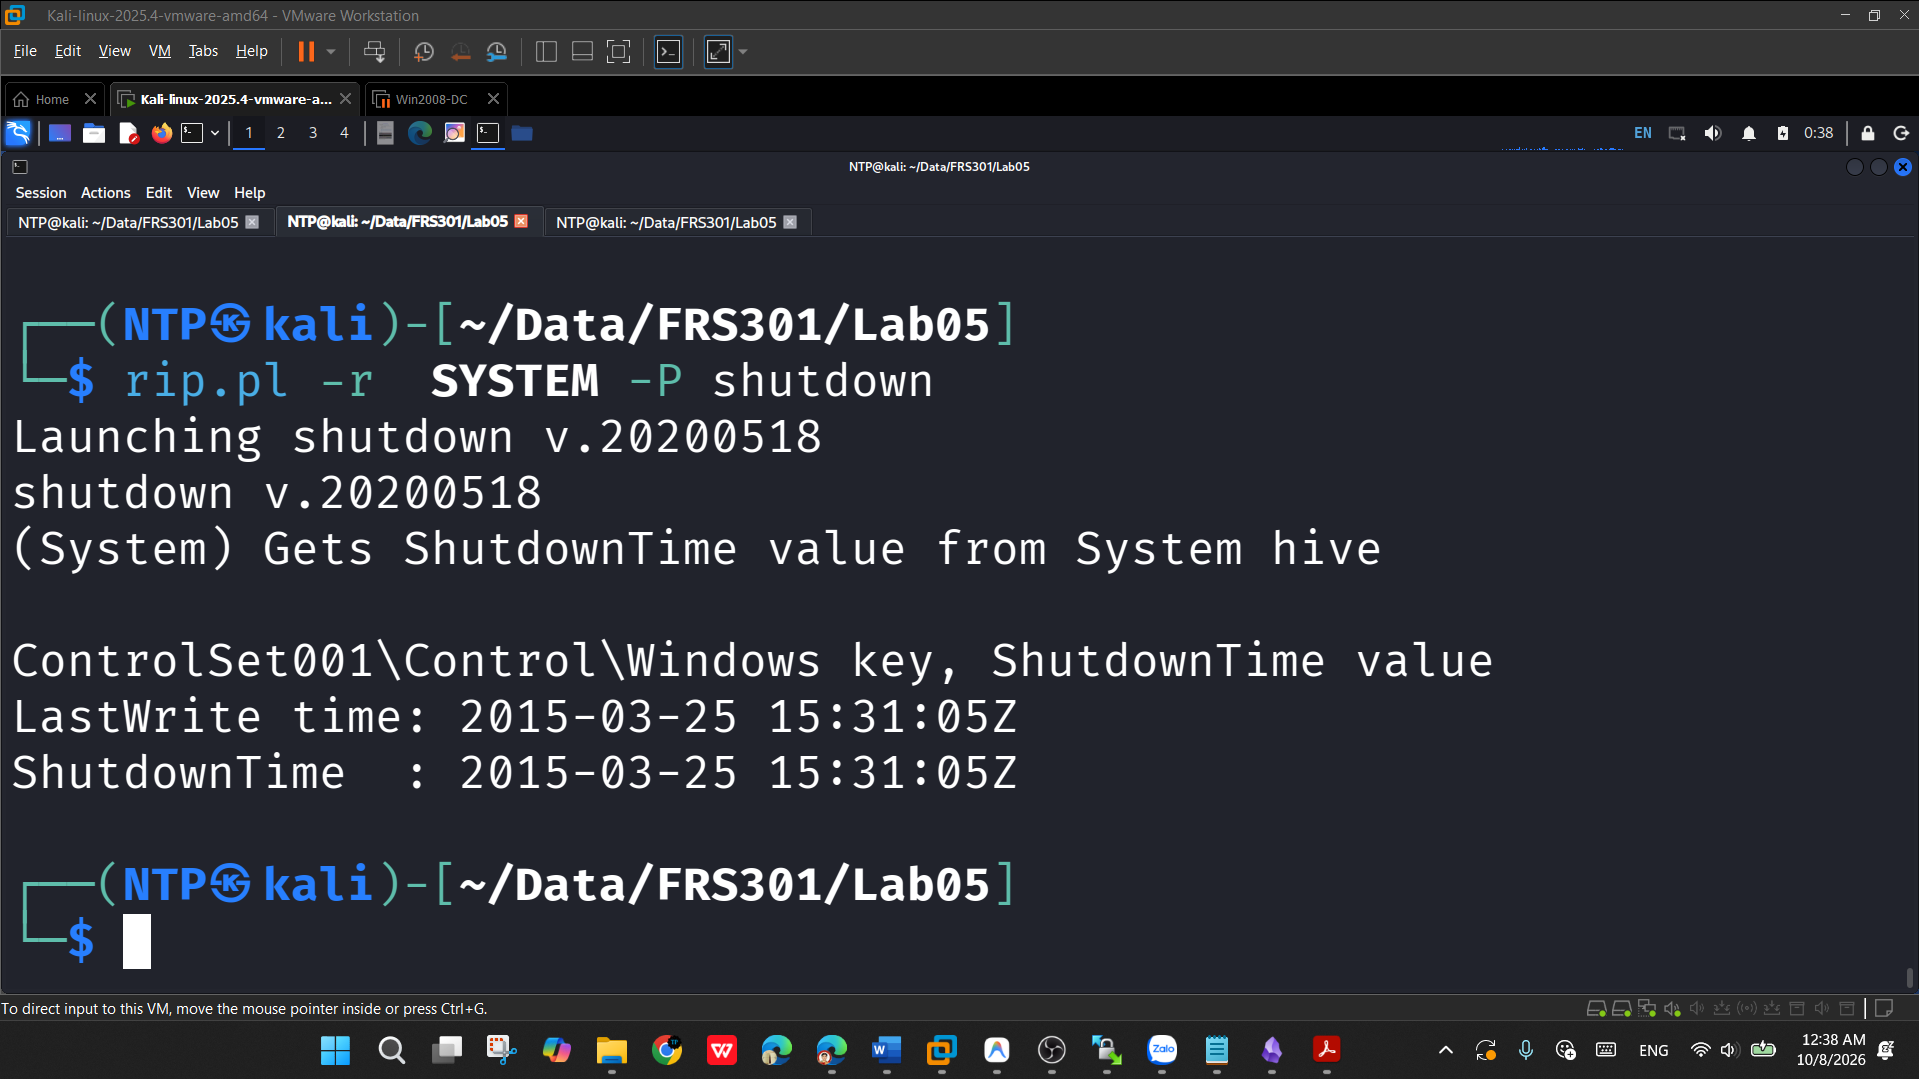 Kali-linux-2025.4-vmware-amd64 - VMware Workstation
File Edit View VM Tabs Help
Home Kali-linux-2025.4-vmware-a... Win2008-DC
1 2 3 4 EN 0:38
NTP@kali: ~/Data/FRS301/Lab05
Session Actions Edit View Help
NTP@kali: ~/Data/FRS301/Lab05 NTP@kali: ~/Data/FRS301/Lab05 NTP@kali: ~/Data/FRS301/Lab05
┌──(NTP㉿kali)-[~/Data/FRS301/Lab05]
└─$ rip.pl -r  SYSTEM -P shutdown
Launching shutdown v.20200518
shutdown v.20200518
(System) Gets ShutdownTime value from System hive
ControlSet001\Control\Windows key, ShutdownTime value
LastWrite time: 2015-03-25 15:31:05Z
ShutdownTime  : 2015-03-25 15:31:05Z
┌──(NTP㉿kali)-[~/Data/FRS301/Lab05]
└─$
To direct input to this VM, move the mouse pointer inside or press Ctrl+G.
Zalo
ENG
12:38 AM
10/8/2026